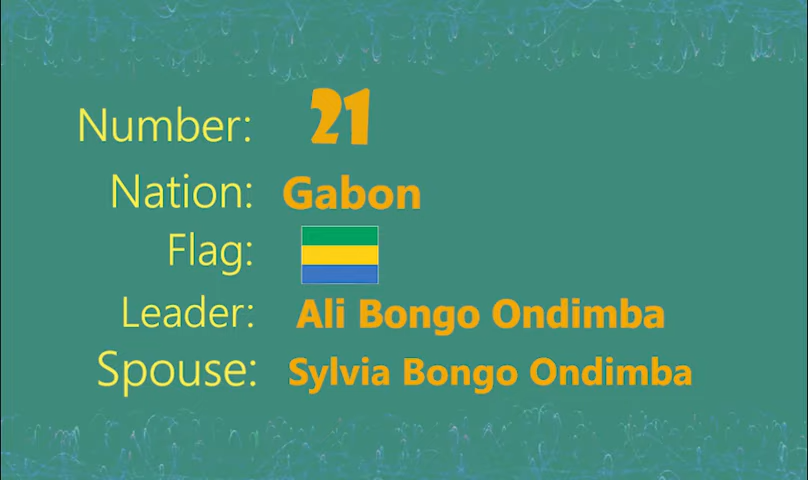 Number: 21
Nation: Gabon
Flag:
Leader: Ali Bongo Ondimba
Spouse: Sylvia Bongo Ondimba